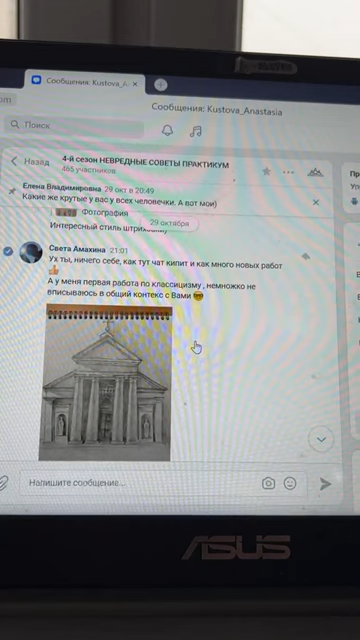 Сообщения: Kustova_A
om
Сообщения: Kustova_Anastasia
Поиск
Назад
4-й сезон НЕВРЕДНЫЕ СОВЕТЫ ПРАКТИКУМ
465 участников
Елена Владимировна 29 окт в 20:49
Какие же крутые у вас у всех человечки. А вот мои)
Фотография
29 октября
Интересный стиль
Света Амахина 21:01
Ух ты, ничего себе, как тут чат кипит и как много новых работ
👍
А у меня первая работа по классицизму , немножко не
вписываюсь в общий контекс с Вами 😎
Напишите сообщение...
ASUS